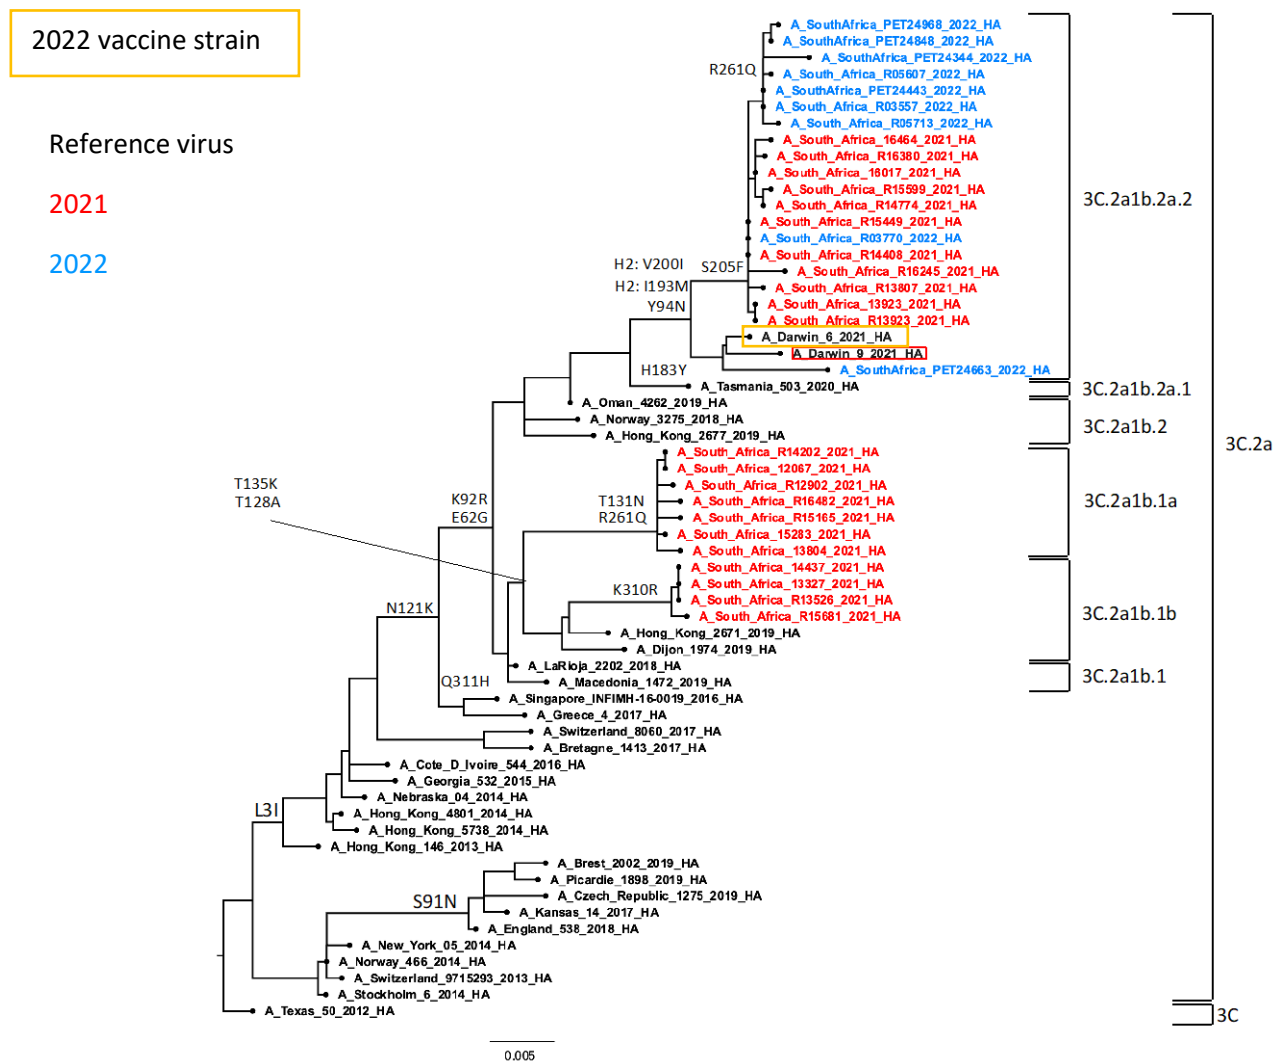 2022 vaccine strain
Reference virus
2021
2022
A_SouthAfrica_PET24968_2022_HA
A_SouthAfrica_PET24848_2022_HA
A_SouthAfrica_PET24344_2022_HA
R261Q
A_South_Africa_R05607_2022_HA
A_SouthAfrica_PET24443_2022_HA
A_South_Africa_R03557_2022_HA
A_South_Africa_R05713_2022_HA
A_South_Africa_16464_2021_HA
A_South_Africa_R16380_2021_HA
A_South_Africa_16017_2021_HA
A_South_Africa_R15599_2021_HA
3C.2a1b.2a.2
A_South_Africa_R14774_2021_HA
A_South_Africa_R15449_2021_HA
A_South_Africa_R03770_2022_HA
A_South_Africa_R14408_2021_HA
H2: V200I
S205F
A_South_Africa_R16245_2021_HA
H2: I193M
A_South_Africa_R13807_2021_HA
Y94N
A_South_Africa_13923_2021_HA
A_South_Africa_R13923_2021_HA
A_Darwin_6_2021_HA
A_Darwin_9_2021_HA
H183Y
A_SouthAfrica_PET24663_2022_HA
A_Tasmania_503_2020_HA
3C.2a1b.2a.1
A_Oman_4262_2019_HA
A_Norway_3275_2018_HA
3C.2a1b.2
A_Hong_Kong_2677_2019_HA
3C.2a
A_South_Africa_R14202_2021_HA
A_South_Africa_12067_2021_HA
T135K
T128A
A_South_Africa_R12902_2021_HA
K92R
E62G
T131N
R261Q
A_South_Africa_R16482_2021_HA
3C.2a1b.1a
A_South_Africa_R15165_2021_HA
A_South_Africa_15283_2021_HA
A_South_Africa_13804_2021_HA
A_South_Africa_14437_2021_HA
A_South_Africa_13327_2021_HA
K310R
A_South_Africa_R13526_2021_HA
N121K
A_South_Africa_R15681_2021_HA
3C.2a1b.1b
A_Hong_Kong_2671_2019_HA
A_Dijon_1974_2019_HA
A_LaRioja_2202_2018_HA
Q311H
A_Macedonia_1472_2019_HA
3C.2a1b.1
A_Singapore_INFIMH-16-0019_2016_HA
A_Greece_4_2017_HA
A_Switzerland_8060_2017_HA
A_Bretagne_1413_2017_HA
A_Cote_D_Ivoire_544_2016_HA
A_Georgia_532_2015_HA
A_Nebraska_04_2014_HA
L3I
A_Hong_Kong_4801_2014_HA
A_Hong_Kong_5738_2014_HA
A_Hong_Kong_146_2013_HA
A_Brest_2002_2019_HA
A_Picardie_1898_2019_HA
A_Czech_Republic_1275_2019_HA
S91N
A_Kansas_14_2017_HA
A_England_538_2018_HA
A_New_York_05_2014_HA
A_Norway_466_2014_HA
A_Switzerland_9715293_2013_HA
A_Stockholm_6_2014_HA
A_Texas_50_2012_HA
3C
0.005